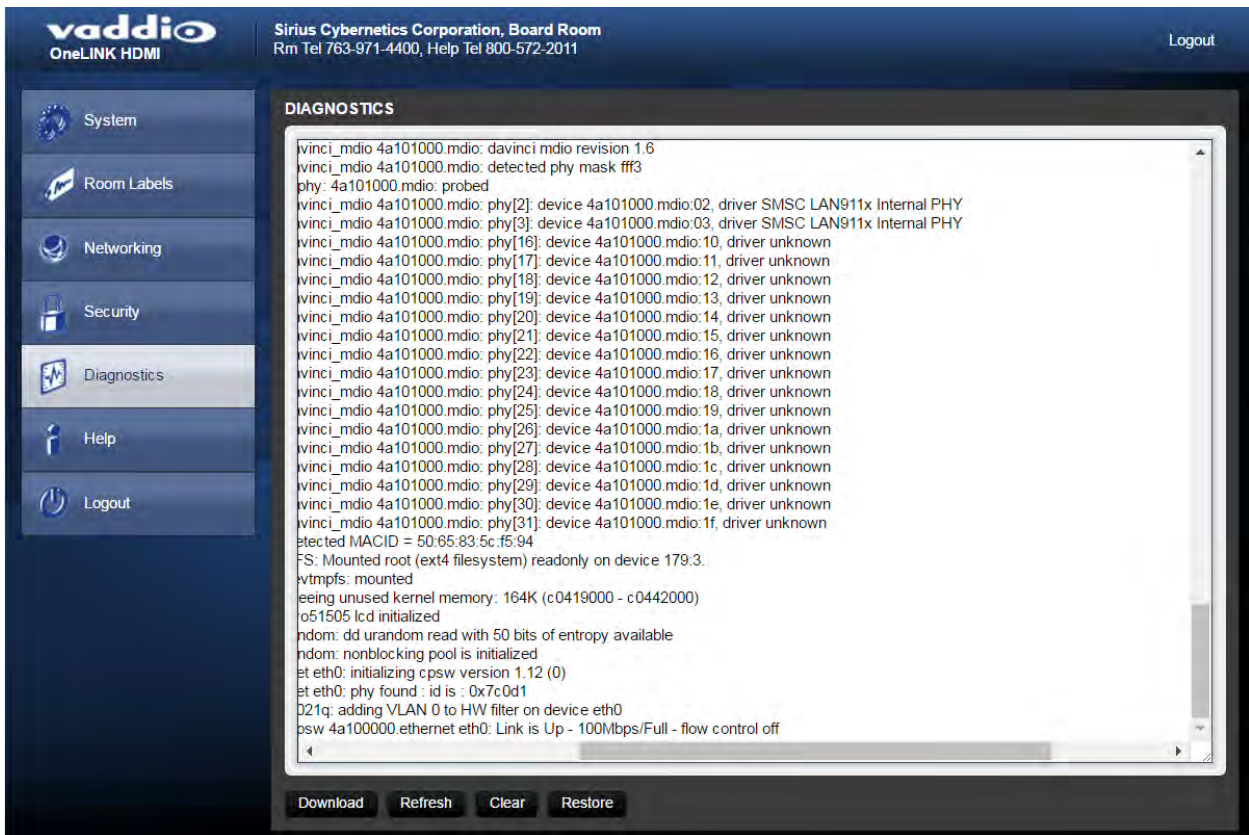 vaddio
OneLINK HDMI
Sirius Cybernetics Corporation, Board Room
Rm Tel 763-971-4400, Help Tel 800-572-2011
Logout
System
Room Labels
Networking
Security
Diagnostics
Help
Logout
DIAGNOSTICS
vinci_mdio 4a101000.mdio: davinci mdio revision 1.6
vinci_mdio 4a101000.mdio: detected phy mask fff3
phy: 4a101000.mdio: probed
vinci_mdio 4a101000.mdio: phy[2]: device 4a101000.mdio:02, driver SMSC LAN911x Internal PHY
vinci_mdio 4a101000.mdio: phy[3]: device 4a101000.mdio:03, driver SMSC LAN911x Internal PHY
vinci_mdio 4a101000.mdio: phy[16]: device 4a101000.mdio:10, driver unknown
vinci_mdio 4a101000.mdio: phy[17]: device 4a101000.mdio:11, driver unknown
vinci_mdio 4a101000.mdio: phy[18]: device 4a101000.mdio:12, driver unknown
vinci_mdio 4a101000.mdio: phy[19]: device 4a101000.mdio:13, driver unknown
vinci_mdio 4a101000.mdio: phy[20]: device 4a101000.mdio:14, driver unknown
vinci_mdio 4a101000.mdio: phy[21]: device 4a101000.mdio:15, driver unknown
vinci_mdio 4a101000.mdio: phy[22]: device 4a101000.mdio:16, driver unknown
vinci_mdio 4a101000.mdio: phy[23]: device 4a101000.mdio:17, driver unknown
vinci_mdio 4a101000.mdio: phy[24]: device 4a101000.mdio:18, driver unknown
vinci_mdio 4a101000.mdio: phy[25]: device 4a101000.mdio:19, driver unknown
vinci_mdio 4a101000.mdio: phy[26]: device 4a101000.mdio:1a, driver unknown
vinci_mdio 4a101000.mdio: phy[27]: device 4a101000.mdio:1b, driver unknown
vinci_mdio 4a101000.mdio: phy[28]: device 4a101000.mdio:1c, driver unknown
vinci_mdio 4a101000.mdio: phy[29]: device 4a101000.mdio:1d, driver unknown
vinci_mdio 4a101000.mdio: phy[30]: device 4a101000.mdio:1e, driver unknown
vinci_mdio 4a101000.mdio: phy[31]: device 4a101000.mdio:1f, driver unknown
etected MACID = 50:65:83:5c:f5:94
FS: Mounted root (ext4 filesystem) readonly on device 179:3.
vtmpfs: mounted
eeing unused kernel memory: 164K (c0419000 - c0442000)
o51505 lcd initialized
ndom: dd urandom read with 50 bits of entropy available
ndom: nonblocking pool is initialized
et eth0: initializing cpsw version 1.12 (0)
et eth0: phy found : id is : 0x7c0d1
021q: adding VLAN 0 to HW filter on device eth0
sw 4a100000.ethernet eth0: Link is Up - 100Mbps/Full - flow control off
Download
Refresh
Clear
Restore